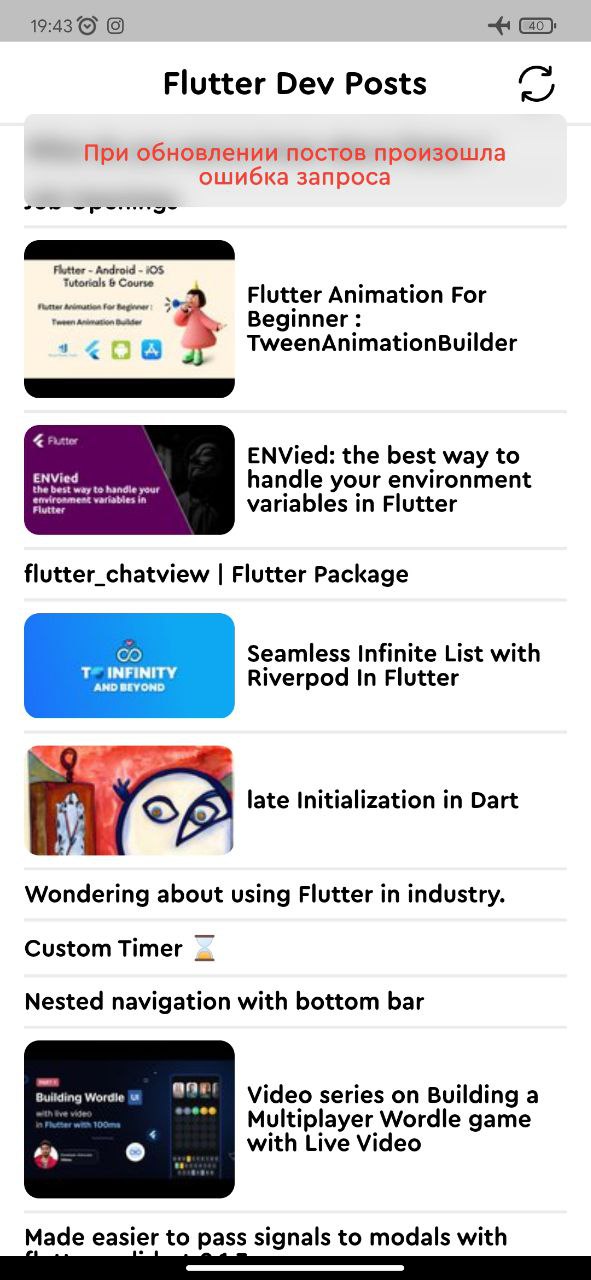 19:43
40
Flutter Dev Posts
При обновлении постов произошла
ошибка запроса
Job Openings
Flutter - Android - iOS
Tutorials & Course
Flutter Animation For Beginner :
Tween Animation Builder
Flutter Animation For
Beginner :
TweenAnimationBuilder
Flutter
ENVied
the best way to handle your
environment variables in
Flutter
ENVied: the best way to
handle your environment
variables in Flutter
flutter_chatview | Flutter Package
INFINITY
AND BEYOND
Seamless Infinite List with
Riverpod In Flutter
late Initialization in Dart
Wondering about using Flutter in industry.
Custom Timer ⏳
Nested navigation with bottom bar
PART 1
Building Wordle UI
with live video
in Flutter with 100ms
Video series on Building a
Multiplayer Wordle game
with Live Video
Made easier to pass signals to modals with